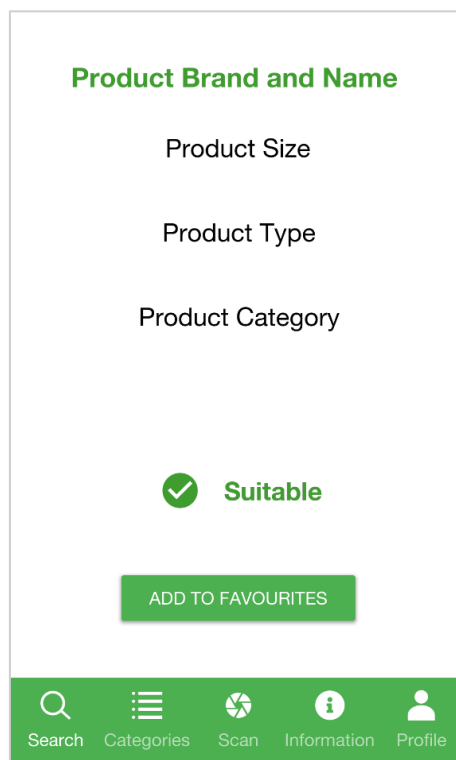 Product Brand and Name
Product Size
Product Type
Product Category
Suitable
ADD TO FAVOURITES
Search Categories Scan Information Profile